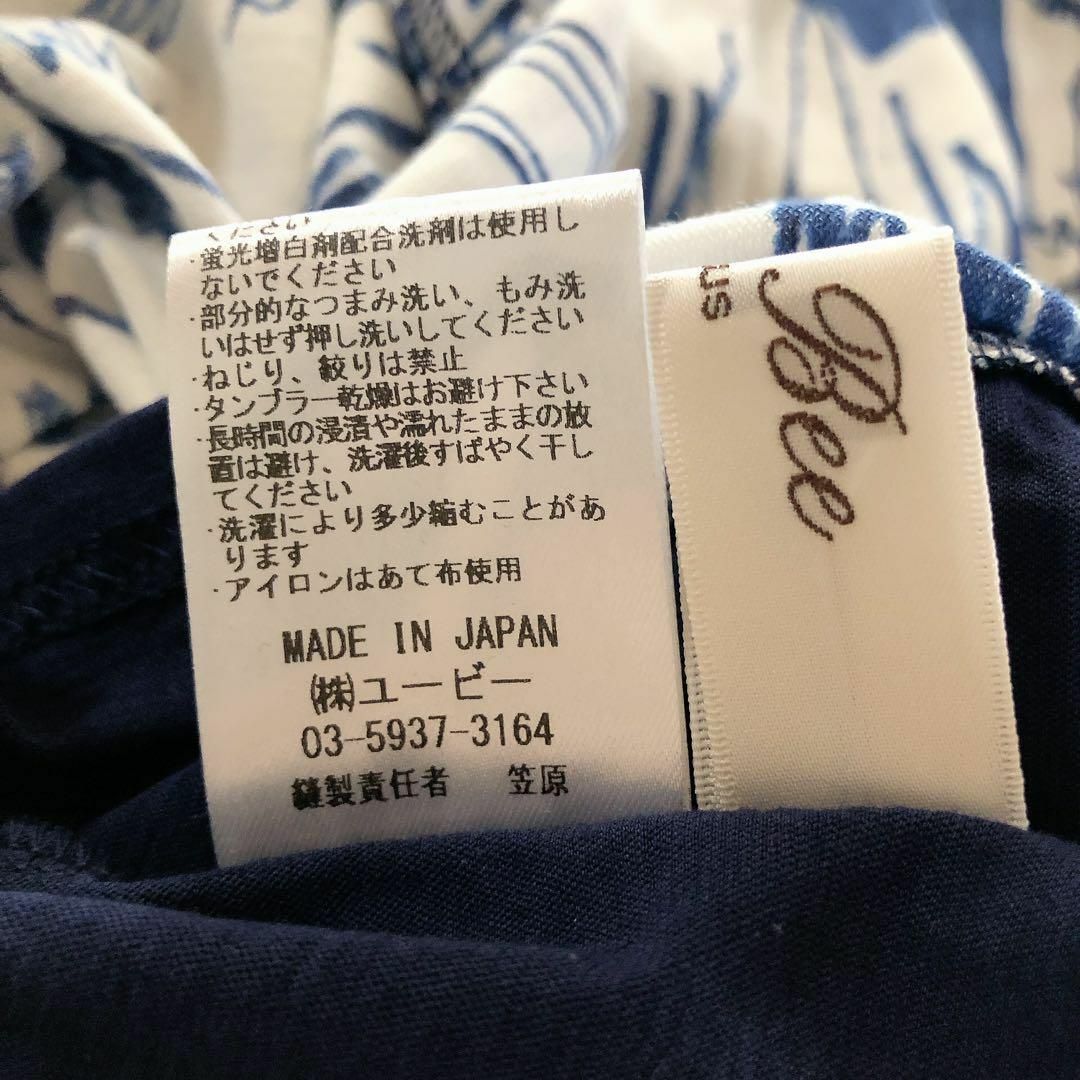 ください
・蛍光増白剤配合洗剤は使用し
ないでください
・部分的なつまみ洗い、もみ洗
いはせず押し洗いしてください
・ねじり、絞りは禁止
・タンブラー乾燥はお避け下さい
・長時間の浸漬や濡れたままの放
置は避け、洗濯後すばやく干し
てください
・洗濯により多少縮むことがあ
ります
・アイロンはあて布使用
MADE IN JAPAN
㈱ユービー
03-5937-3164
縫製責任者 笠原
Bee